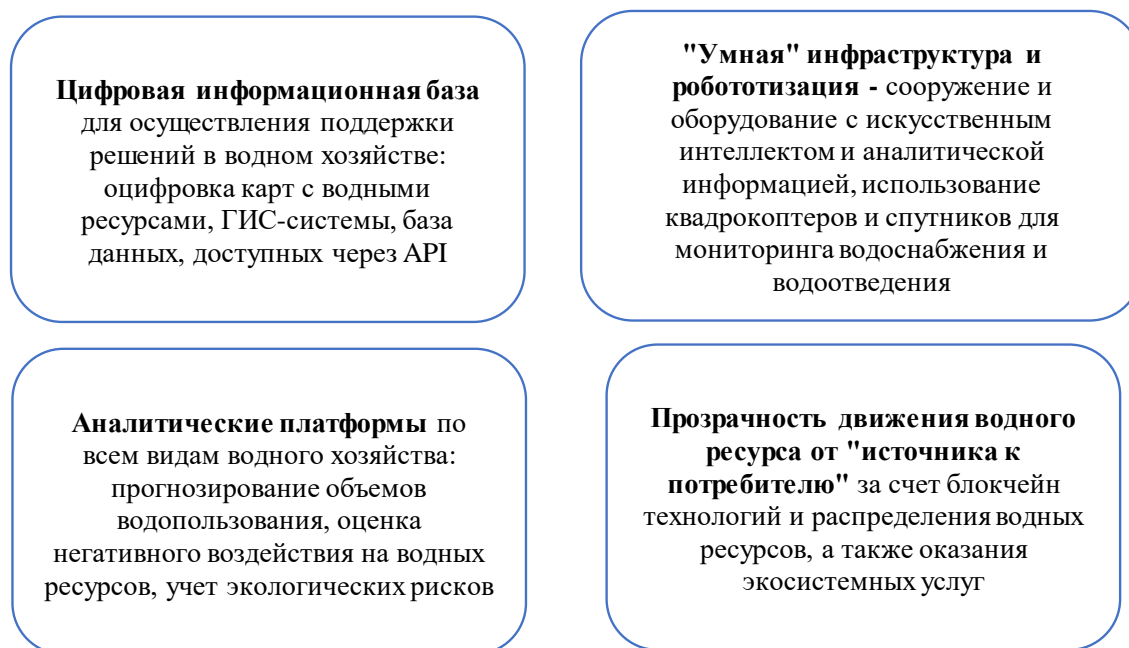 Цифровая информационная база
для осуществления поддержки
решений в водном хозяйстве:
оцифровка карт с водными
ресурсами, ГИС-системы, база
данных, доступных через API
"Умная" инфраструктура и
робототизация - сооружение и
оборудование с искусственным
интеллектом и аналитической
информацией, использование
квадрокоптеров и спутников для
мониторинга водоснабжения и
водоотведения
Аналитические платформы по
всем видам водного хозяйства:
прогнозирование объемов
водопользования, оценка
негативного воздействия на водных
ресурсов, учет экологических рисков
Прозрачность движения водного
ресурса от "источника к
потребителю" за счет блокчейн
технологий и распределения водных
ресурсов, а также оказания
экосистемных услуг